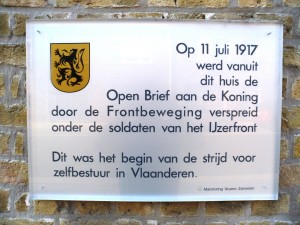 Op 11 juli 1917
werd vanuit
dit huis de
Open Brief aan de Koning
door de Frontbeweging verspreid
onder de soldaten van het IJzerfront
Dit was het begin van de strijd voor
zelfbestuur in Vlaanderen.